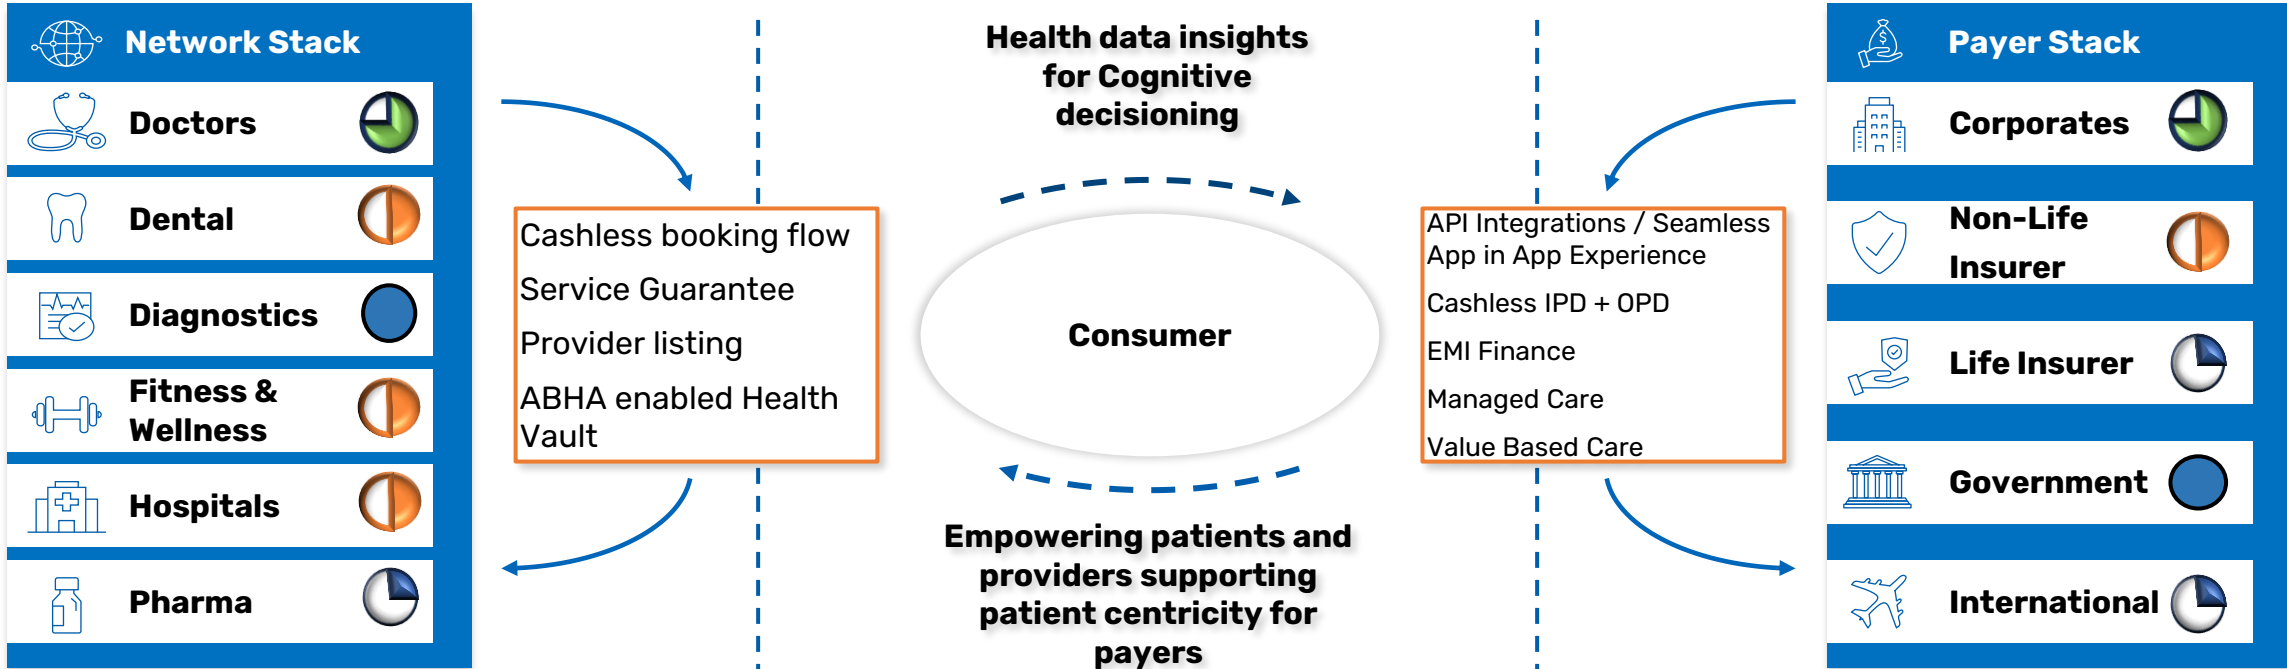 Network Stack
Doctors
Dental
Diagnostics
Fitness &
Wellness
Hospitals
Pharma
Cashless booking flow
Service Guarantee
Provider listing
ABHA enabled Health
Vault
Health data insights
for Cognitive
decisioning
Consumer
Empowering patients and
providers supporting
patient centricity for
payers
API Integrations / Seamless
App in App Experience
Cashless IPD + OPD
EMI Finance
Managed Care
Value Based Care
$
Payer Stack
Corporates
Non-Life
Insurer
Life Insurer
Government
International